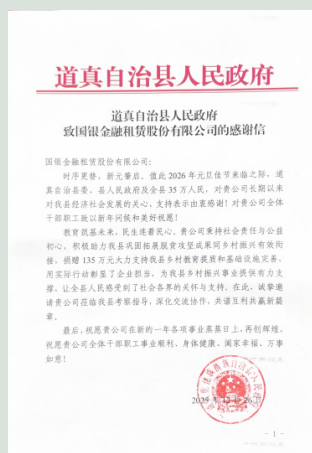 道真自治县人民政府
道真自治县人民政府
致国银金融租赁股份有限公司的感谢信
国银金融租赁股份有限公司:
时序更替，新元肇启。值此 2026 年元旦佳节来临之际，道
真自治县委、县人民政府及全县 35 万人民，对贵公司长期以来
对我县经济社会发展的关心、支持表示由衷感谢！对贵公司全体
干部职工致以新年问候和美好祝愿！
教育筑基未来，民生连着民心。贵公司秉持社会责任与公益
初心，积极助力我县巩固拓展脱贫攻坚成果同乡村振兴有效衔
接，捐赠 135 万元大力支持我县乡村教育提质和基础设施完善，
用实际行动彰显了企业担当，为我县乡村振兴事业提供有力支
撑，让全县人民感受到了社会各界的关怀与支持。在此，诚挚邀
请贵公司莅临我县考察指导，深化交流协作，共谱互利共赢新篇
章。
最后，祝愿贵公司在新的一年各项事业蒸蒸日上，再创辉煌，
祝愿贵公司全体干部职工事业顺利、身体健康、阖家幸福、万事
如意！
2025 年 12 月 26 日
- 1 -